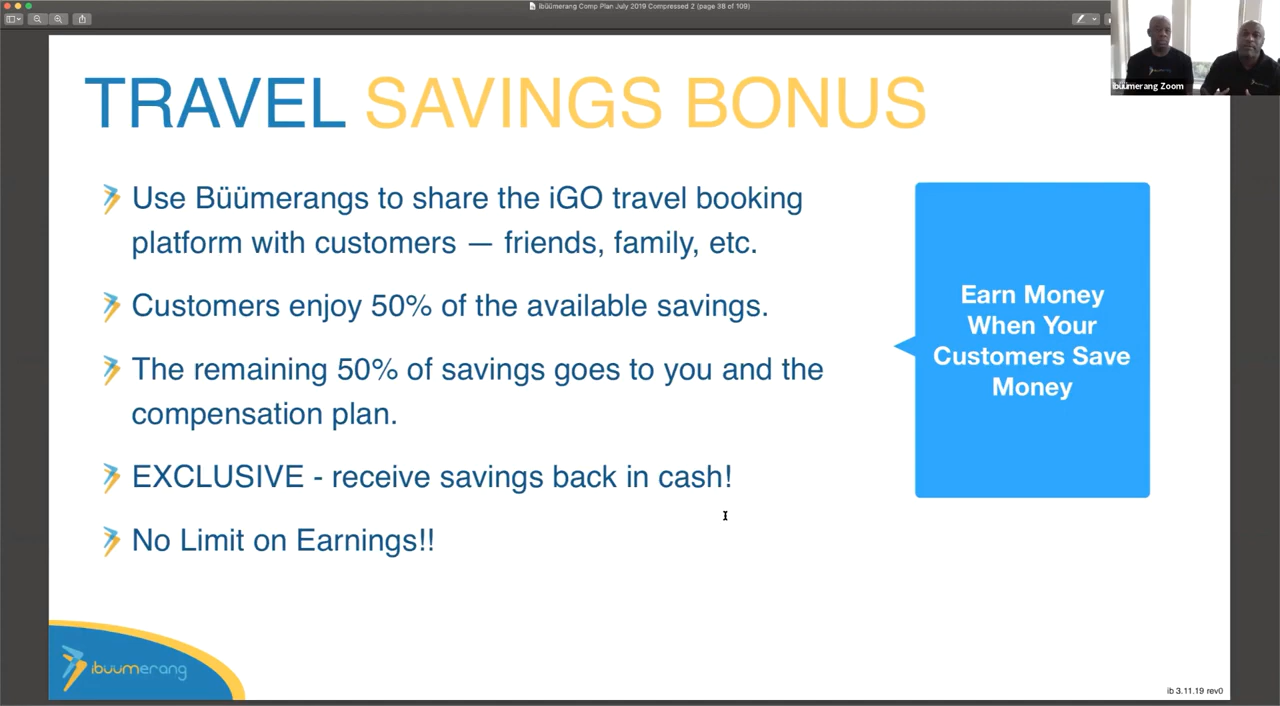 ibüümerang Comp Plan July 2019 Compressed 2 (page 38 of 109)
ibüümerang Zoom
TRAVEL SAVINGS BONUS
Use Büümerangs to share the iGO travel booking
platform with customers — friends, family, etc.
Customers enjoy 50% of the available savings.
The remaining 50% of savings goes to you and the
compensation plan.
EXCLUSIVE - receive savings back in cash!
No Limit on Earnings!!
Earn Money
When Your
Customers Save
Money
ibuumerang
ib 3.11.19 rev0